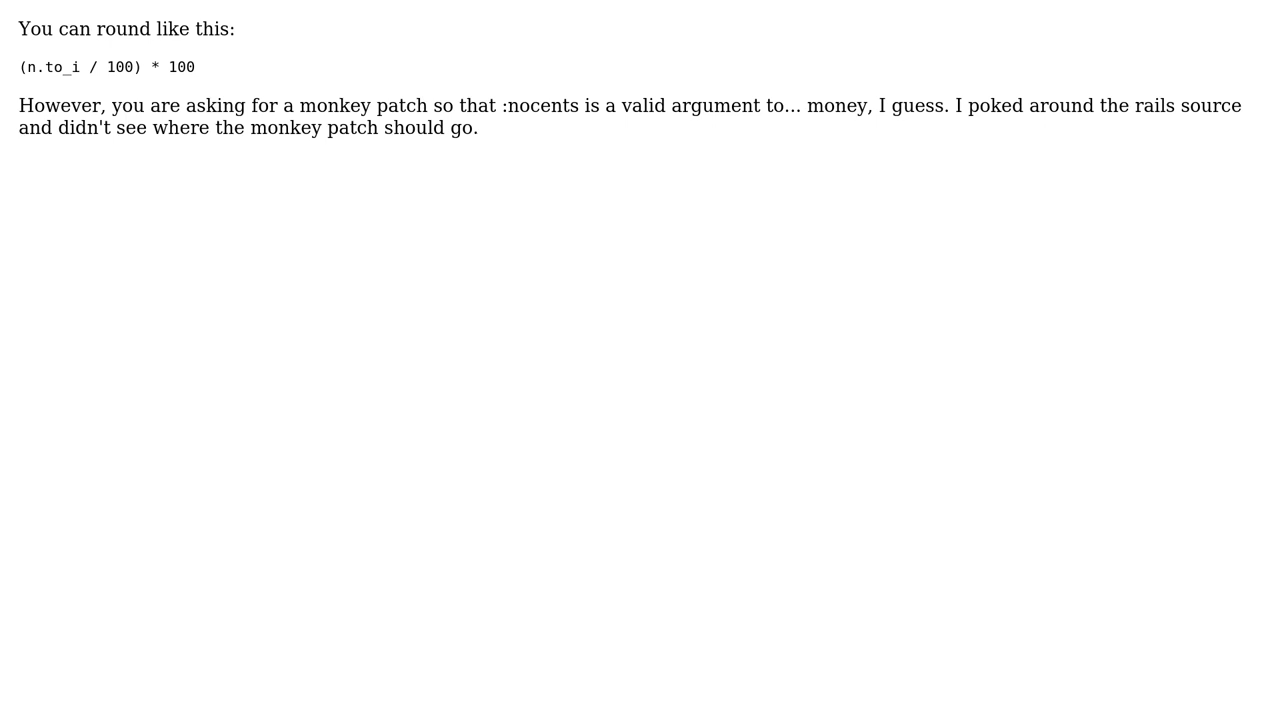 You can round like this:
(n.to_i / 100) * 100
However, you are asking for a monkey patch so that :nocents is a valid argument to... money, I guess. I poked around the rails source
and didn't see where the monkey patch should go.